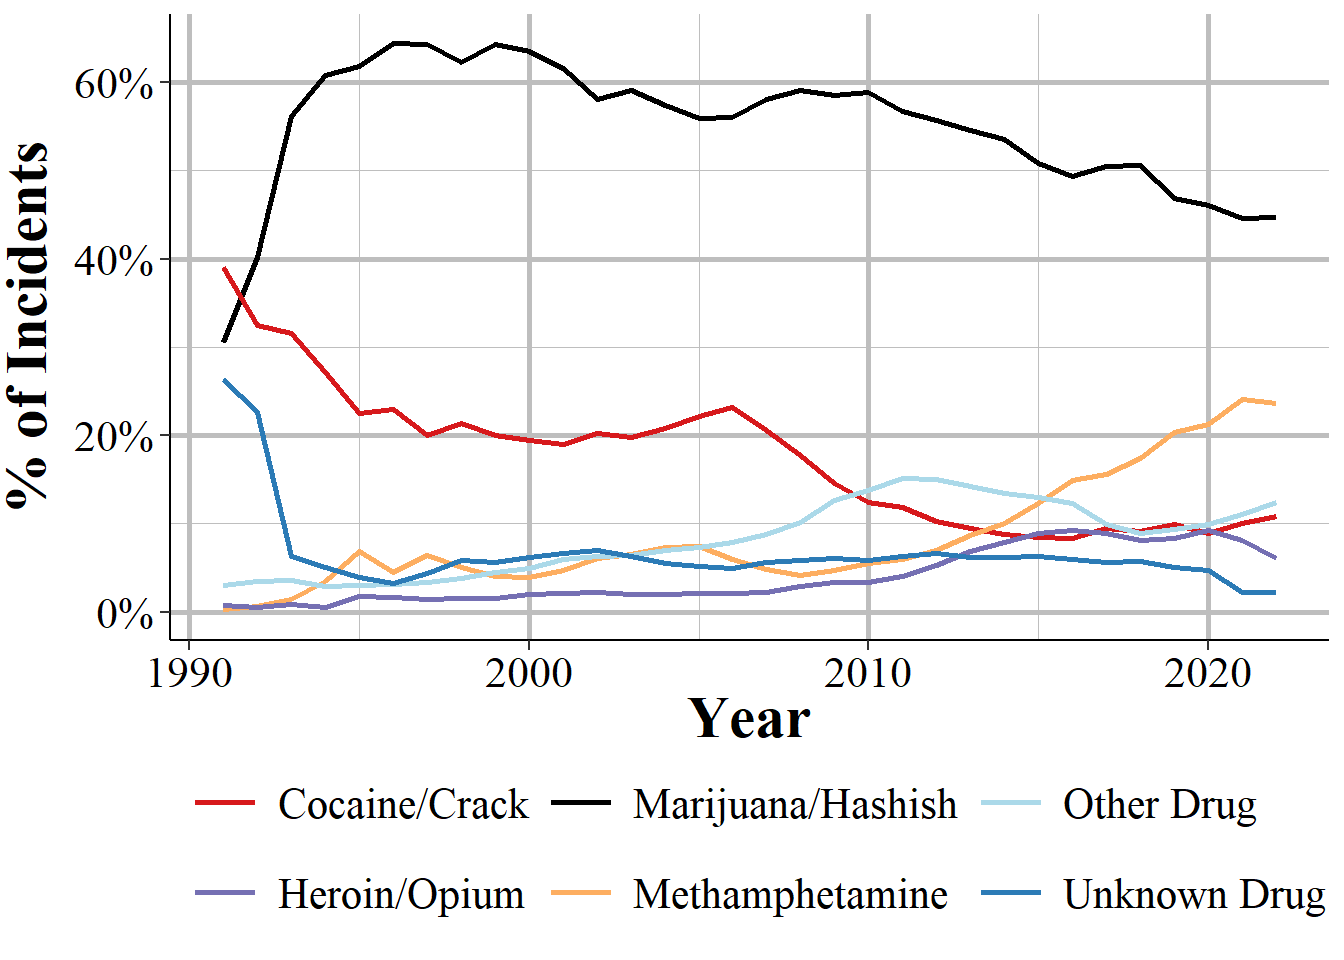 % of Incidents
60%
40%
20%
0%
1990 2000 2010 2020
Year
Cocaine/Crack Marijuana/Hashish Other Drug
Heroin/Opium Methamphetamine Unknown Drug